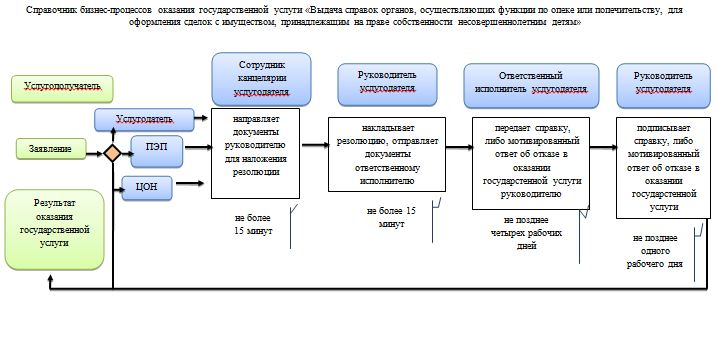 Справочник бизнес-процессов оказания государственной услуги «Выдача справок органов, осуществляющих функции по опеке или попечительству, для
оформления сделок с имуществом, принадлежащим на праве собственности несовершеннолетним детям»
Услугополучатель
Сотрудник
канцелярии
услугодателя
Руководитель
услугодателя
Ответственный
исполнитель услугодателя
Руководитель
услугодателя
Услугодатель
Заявление
ПЭП
ЦОН
направляет
документы
руководителю
для наложения
резолюции
накладывает
резолюцию, отправляет
документы
ответственному
исполнителю
передает справку,
либо мотивированный
ответ об отказе в
оказании
государстенной услуги
руководителю
подписывает
справку, либо
мотивированный
ответ об отказе в
оказании
государстенной
услуги
Результат
оказания
государственной
услуги
не более
15 минут
не более 15
минут
не позднее
четырех рабочих
дней
не позднее
одного
рабочего дня